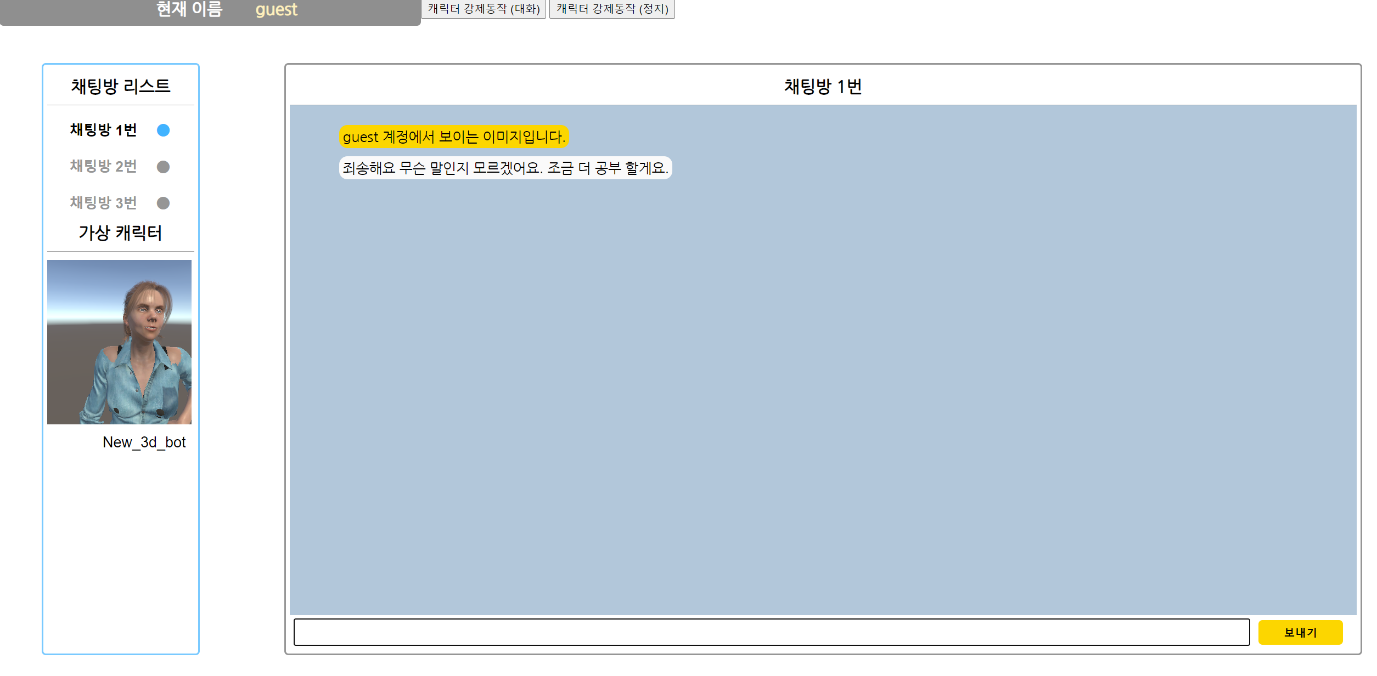 현재 이름 guest 캐릭더 강제동작 (대화) 캐릭더 강제동작 (정지)
채팅방 리스트
채팅방 1번
채팅방 2번
채팅방 3번
가상 캐릭터
New_3d_bot
채팅방 1번
guest 계정에서 보이는 이미지입니다.
죄송해요 무슨 말인지 모르겠어요. 조금 더 공부 할게요.
보내기